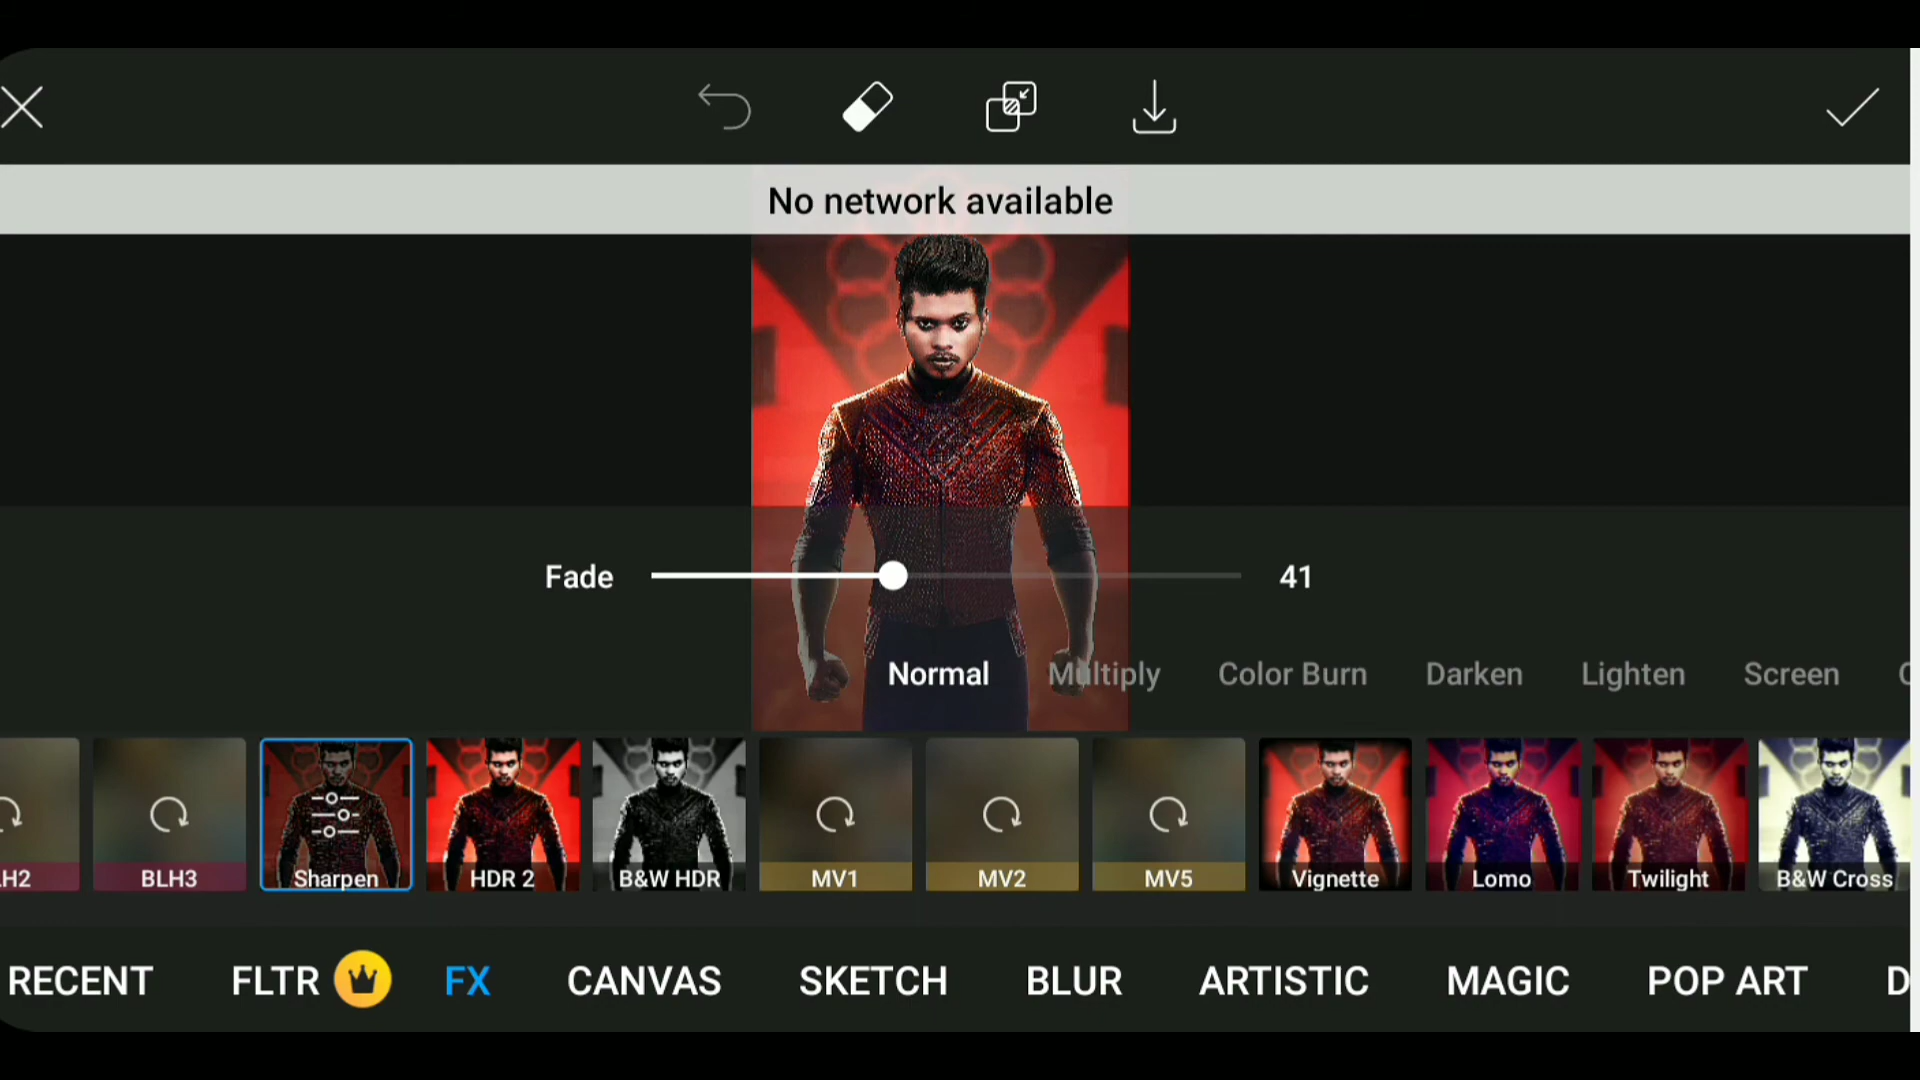 No network available
Fade 41
Normal Multiply Color Burn Darken Lighten Screen
BLH3 Sharpen HDR 2 B&W HDR MV1 MV2 MV5 Vignette Lomo Twilight B&W Cross
RECENT FLTR FX CANVAS SKETCH BLUR ARTISTIC MAGIC POP ART